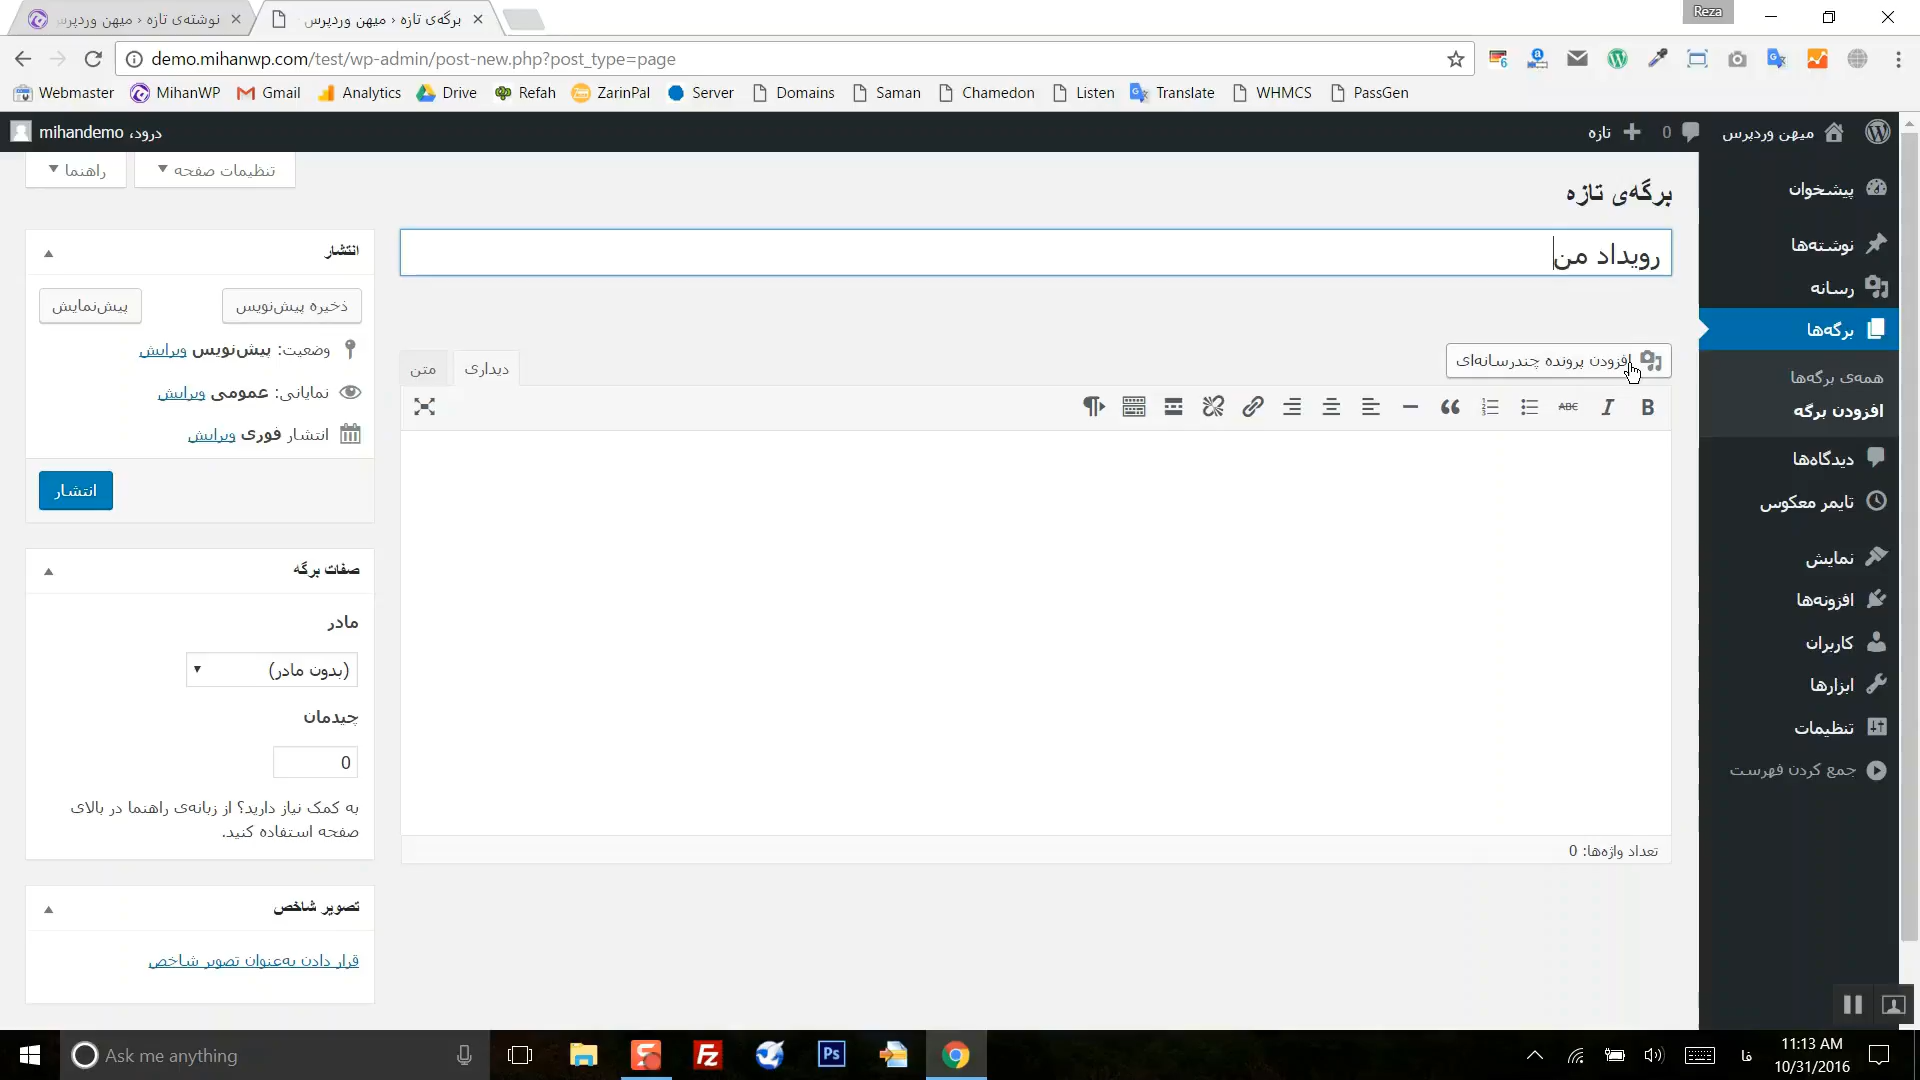 نوشته‌ی تازه ‹ میهن وردپرس
برگه‌ی تازه ‹ میهن وردپرس
Reza
demo.mihanwp.com/test/wp-admin/post-new.php?post_type=page
Webmaster
MihanWP
Gmail
Analytics
Drive
Refah
ZarinPal
Server
Domains
Saman
Chamedon
Listen
Translate
WHMCS
PassGen
میهن وردپرس
0
تازه
درود، mihandemo
تنظیمات صفحه
راهنما
برگه‌ی تازه
رویداد من
افزودن پرونده چندرسانه‌ای
دیداری
متن
B I ABC
تعداد واژه‌ها: 0
انتشار
ذخیره پیش‌نویس
پیش‌نمایش
وضعیت: پیش‌نویس ویرایش
نمایانی: عمومی ویرایش
انتشار فوری ویرایش
انتشار
صفات برگه
مادر
(بدون مادر)
چیدمان
0
به کمک نیاز دارید؟ از زبانه‌ی راهنما در بالای
صفحه استفاده کنید.
تصویر شاخص
قرار دادن به‌عنوان تصویر شاخص
پیشخوان
نوشته‌ها
رسانه
برگه‌ها
همه‌ی برگه‌ها
افزودن برگه
دیدگاه‌ها
تایمر معکوس
نمایش
افزونه‌ها
کاربران
ابزارها
تنظیمات
جمع کردن فهرست
Ask me anything
Fz
Ps
فا
11:13 AM
10/31/2016